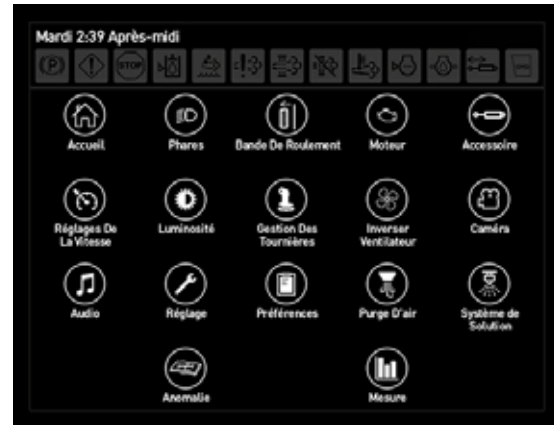 Mardi 2:39 Après-midi
(P) STOP
Accueil Phares Bande De Roulement Moteur Accessoire
Réglages De La Vitesse Luminosité Gestion Des Tournières Inverser Ventilateur Caméra
Audio Réglage Préférences Purge D'air Système de Solution
Anomalie Mesure